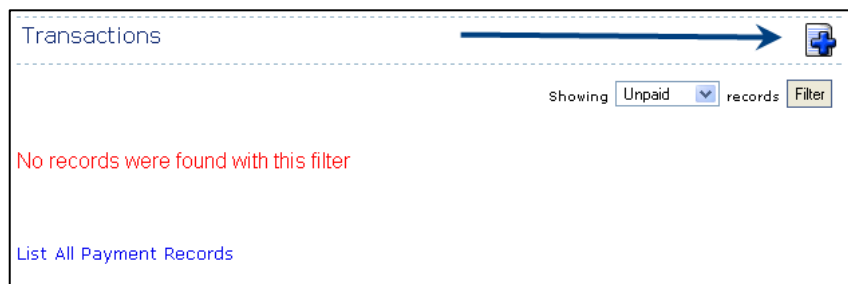 Transactions
Showing Unpaid records Filter
No records were found with this filter
List All Payment Records